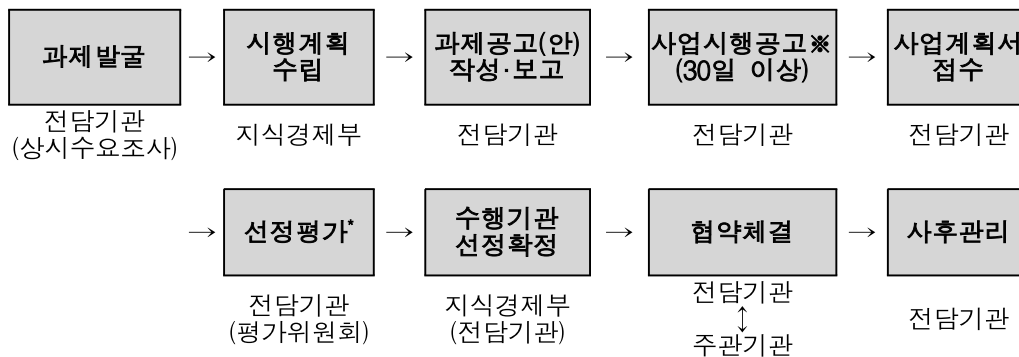 과제발굴
→
시행계획
수립
→
과제공고(안)
작성·보고
→
사업시행공고※
(30일 이상)
→
사업계획서
접수
전담기관
(상시수요조사)
지식경제부
전담기관
전담기관
전담기관
→
선정평가*
→
수행기관
선정확정
→
협약체결
→
사후관리
전담기관
(평가위원회)
지식경제부
(전담기관)
전담기관
↕
주관기관
전담기관